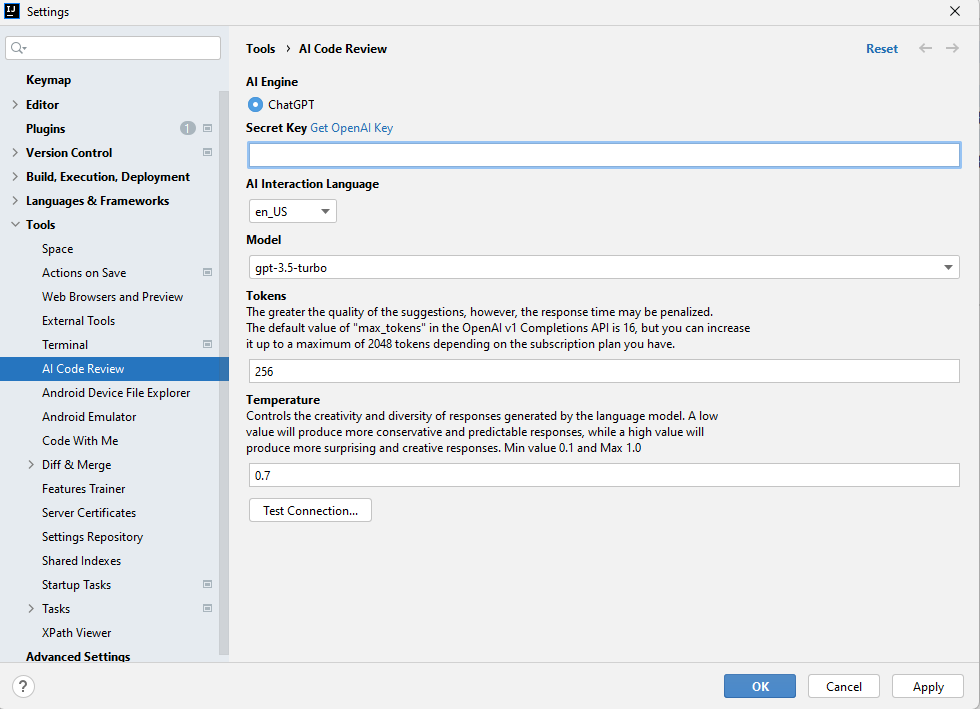 IJ Settings
Keymap
Editor
Plugins 1
Version Control
Build, Execution, Deployment
Languages & Frameworks
Tools
Space
Actions on Save
Web Browsers and Preview
External Tools
Terminal
AI Code Review
Android Device File Explorer
Android Emulator
Code With Me
Diff & Merge
Features Trainer
Server Certificates
Settings Repository
Shared Indexes
Startup Tasks
Tasks
XPath Viewer
Advanced Settings
Tools › AI Code Review Reset
AI Engine
ChatGPT
Secret Key Get OpenAI Key
AI Interaction Language
en_US
Model
gpt-3.5-turbo
Tokens
The greater the quality of the suggestions, however, the response time may be penalized.
The default value of "max_tokens" in the OpenAI v1 Completions API is 16, but you can increase
it up to a maximum of 2048 tokens depending on the subscription plan you have.
256
Temperature
Controls the creativity and diversity of responses generated by the language model. A low
value will produce more conservative and predictable responses, while a high value will
produce more surprising and creative responses. Min value 0.1 and Max 1.0
0.7
Test Connection...
? OK Cancel Apply